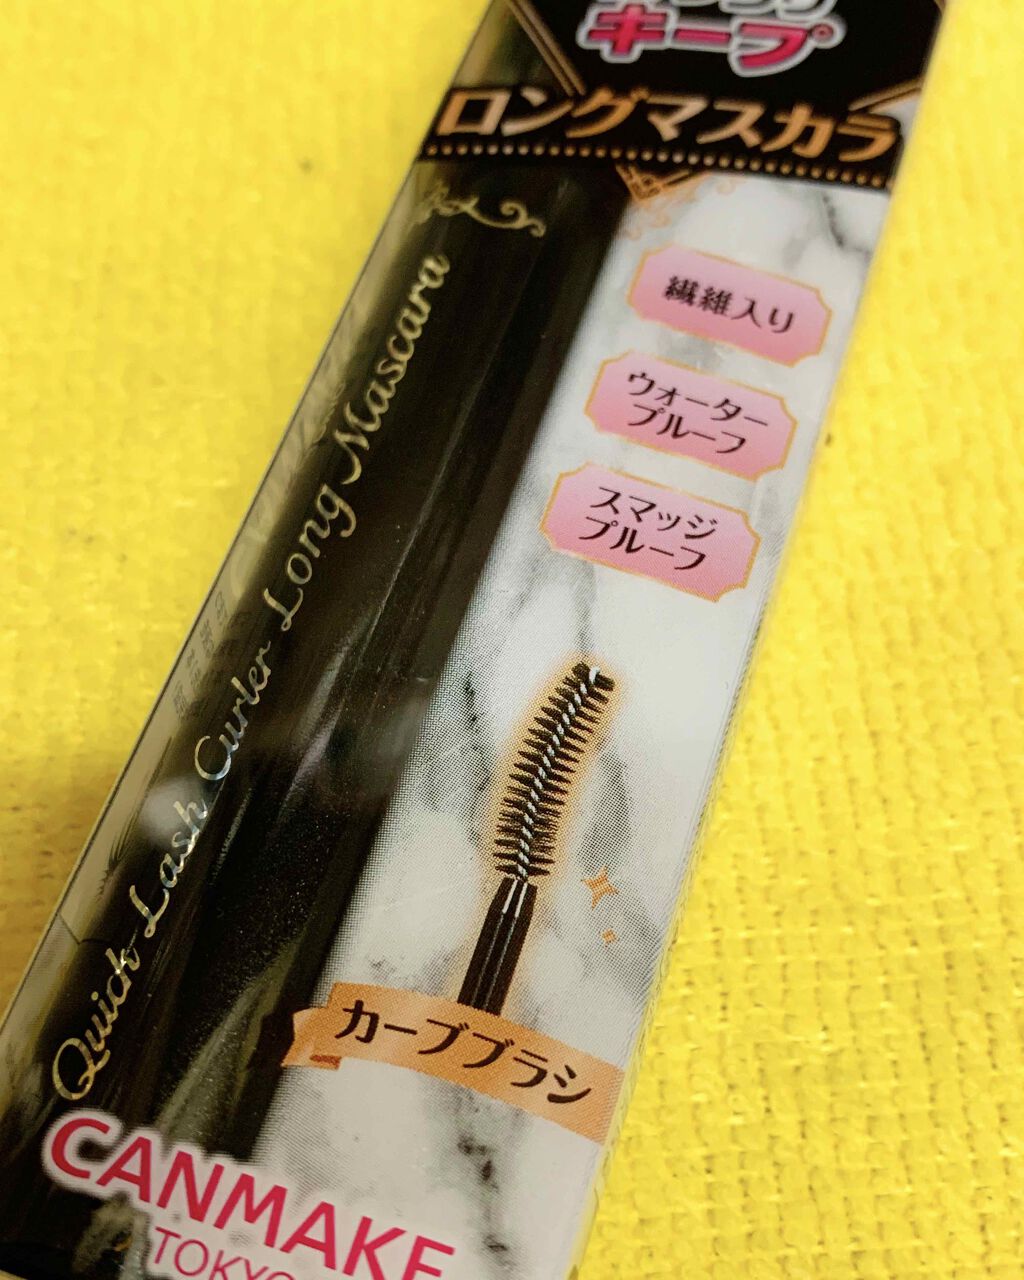 キープ
ロングマスカラ
繊維入り
ウォーター
プルーフ
スマッジ
プルーフ
Quick Lash Curler Long Mascara
カーブブラシ
CANMAKE
TOKYO